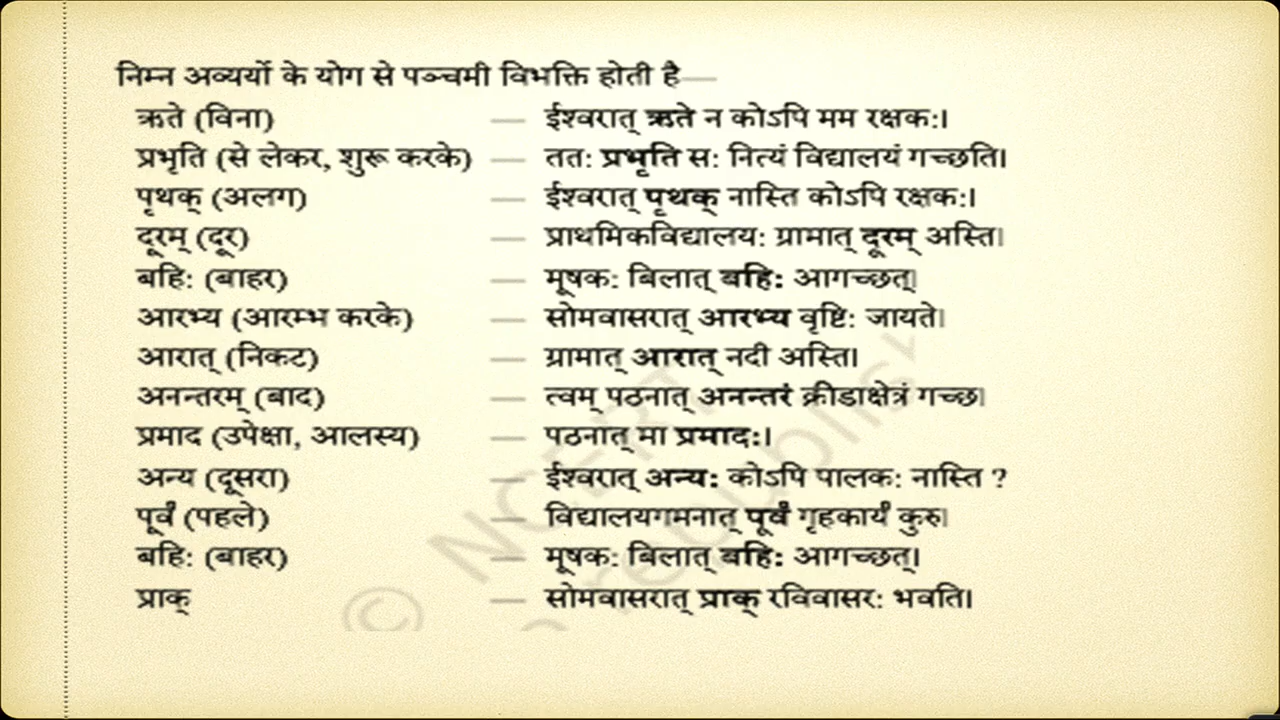 निम्न अव्ययों के योग से पञ्चमी विभक्ति होती है—
ऋते (विना) — ईश्वरात् ऋते न कोऽपि मम रक्षक:।
प्रभृति (से लेकर, शुरू करके) — तत: प्रभृति स: नित्यं विद्यालयं गच्छति।
पृथक् (अलग) — ईश्वरात् पृथक् नास्ति कोऽपि रक्षक:।
दूरम् (दूर) — प्राथमिकविद्यालय: ग्रामात् दूरम् अस्ति।
बहि: (बाहर) — मूषक: बिलात् बहि: आगच्छत्।
आरभ्य (आरम्भ करके) — सोमवासरात् आरभ्य वृष्टि: जायते।
आरात् (निकट) — ग्रामात् आरात् नदी अस्ति।
अनन्तरम् (बाद) — त्वम् पठनात् अनन्तरं क्रीडाक्षेत्रं गच्छ।
प्रमाद (उपेक्षा, आलस्य) — पठनात् मा प्रमाद:।
अन्य (दूसरा) — ईश्वरात् अन्य: कोऽपि पालक: नास्ति ?
पूर्वं (पहले) — विद्यालयगमनात् पूर्वं गृहकार्यं कुरु।
बहि: (बाहर) — मूषक: बिलात् बहि: आगच्छत्।
प्राक् — सोमवासरात् प्राक् रविवासर: भवति।
© NCERT
republis